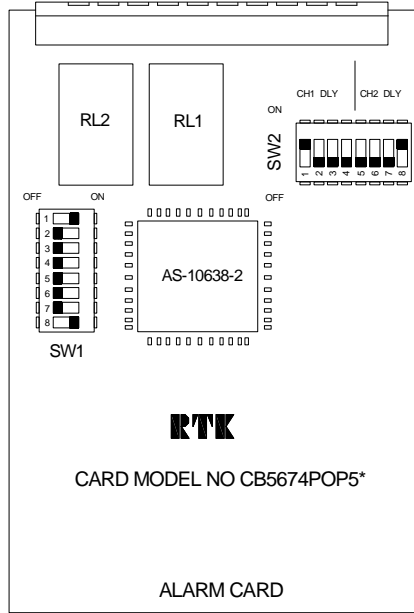 CH1 DLY CH2 DLY
ON
RL2 RL1
SW2
1 2 3 4 5 6 7 8
OFF ON OFF
1
2
3
4
5
6
7
8
AS-10638-2
SW1
RTK
CARD MODEL NO CB5674POP5*
ALARM CARD